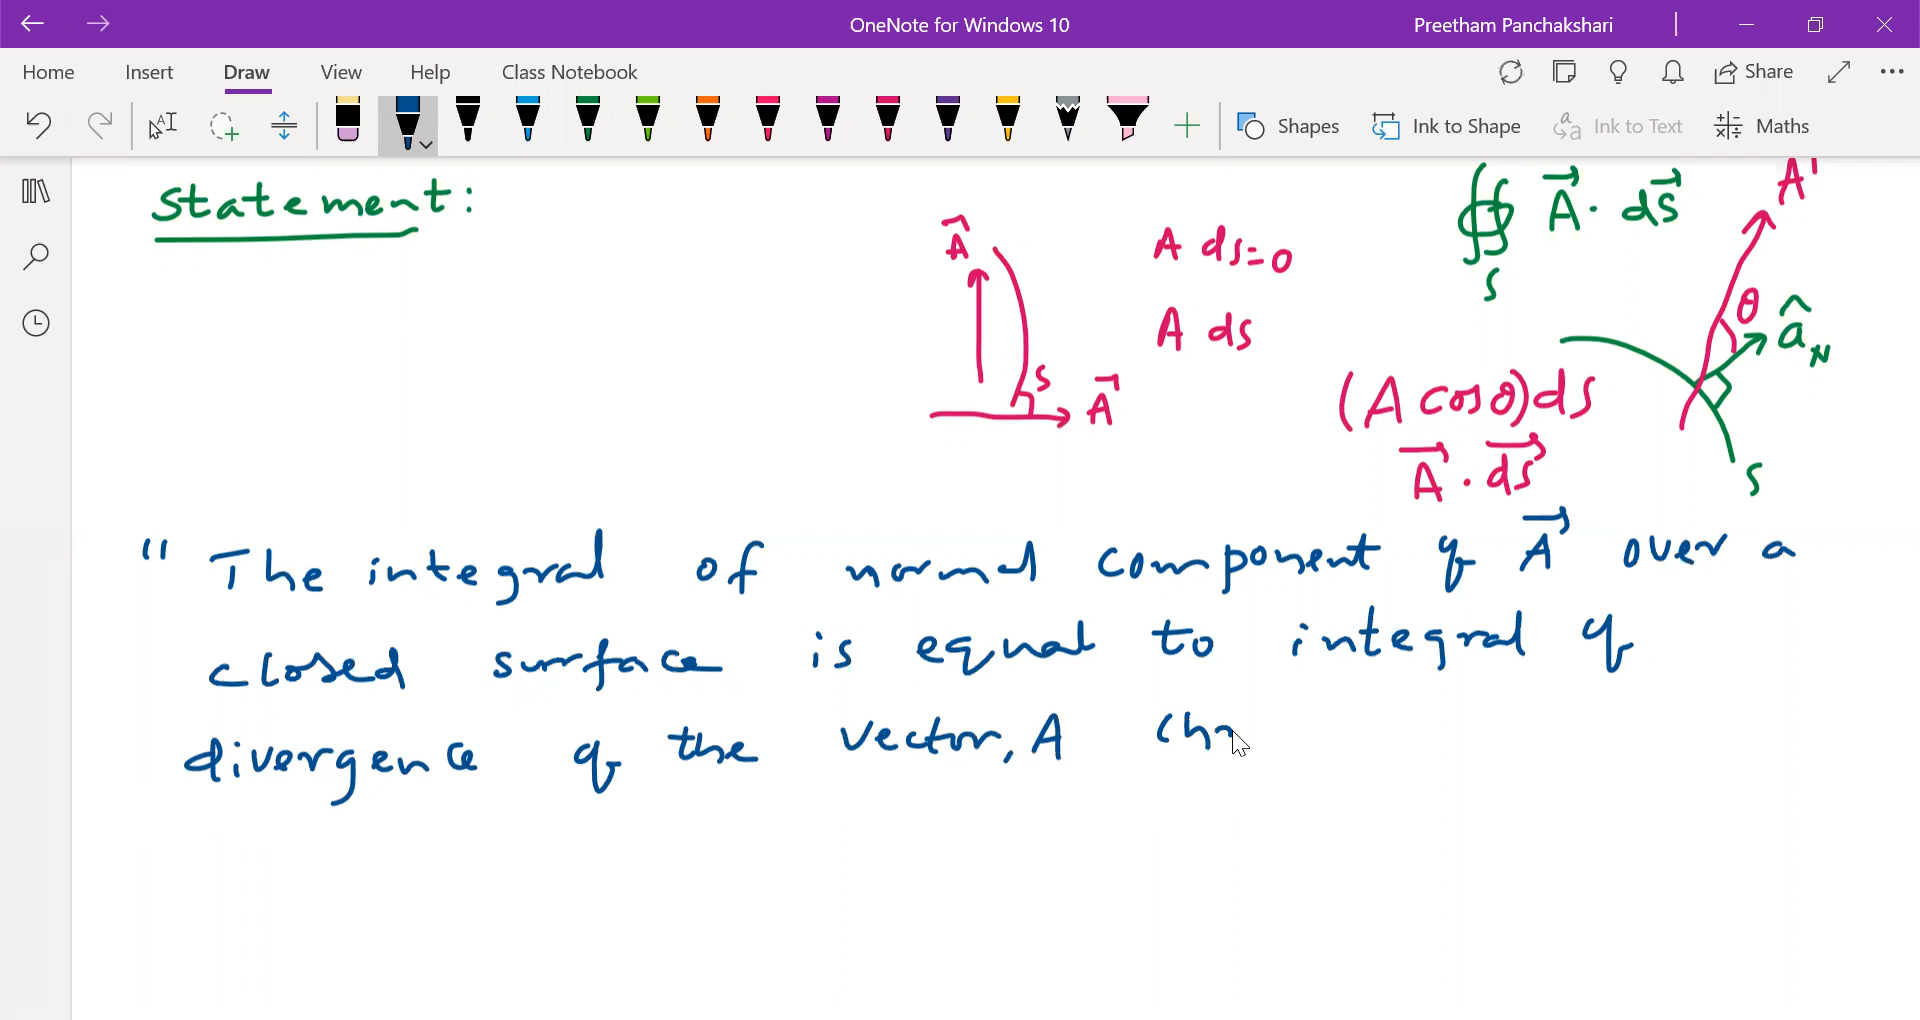 OneNote for Windows 10
Preetham Panchakshari
Home Insert Draw View Help Class Notebook Share
Shapes Ink to Shape Ink to Text Maths
Statement:
A
A ds=0
A ds
S
A
∯ A⃗ · ds⃗
S
A
θ
â_N
S
(A cosθ)ds
A⃗ · ds⃗
" The integral of normal component of A⃗ over a
closed surface is equal to integral of
divergence of the vector, A